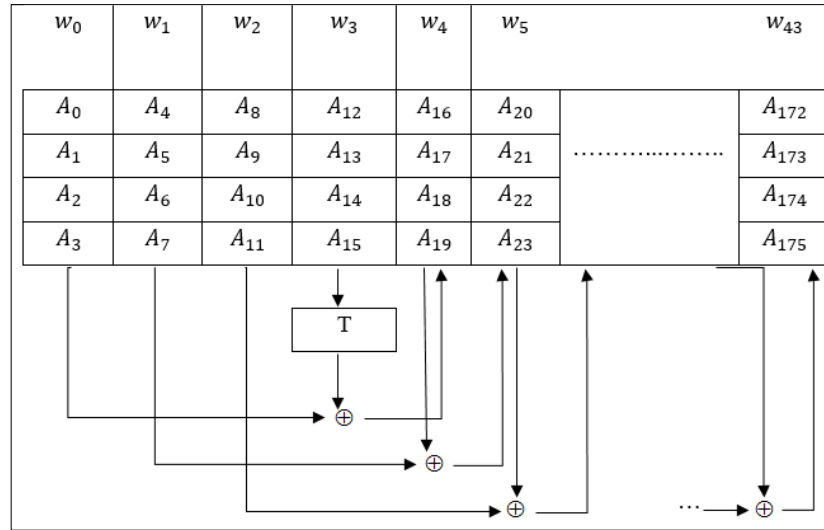 w₀ w₁ w₂ w₃ w₄ w₅ w₄₃
A₀ A₄ A₈ A₁₂ A₁₆ A₂₀ A₁₇₂
A₁ A₅ A₉ A₁₃ A₁₇ A₂₁ ………...…….. A₁₇₃
A₂ A₆ A₁₀ A₁₄ A₁₈ A₂₂ A₁₇₄
A₃ A₇ A₁₁ A₁₅ A₁₉ A₂₃ A₁₇₅
T
⊕
⊕
⊕ ... ⊕